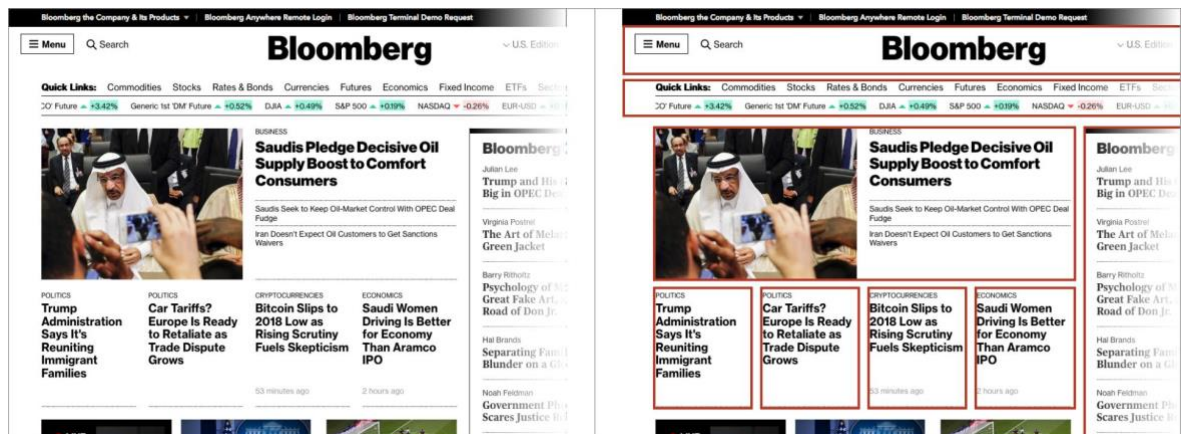 Bloomberg the Company & Its Products ▾ | Bloomberg Anywhere Remote Login | Bloomberg Terminal Demo Request
Menu Search Bloomberg U.S. Edition
Quick Links: Commodities Stocks Rates & Bonds Currencies Futures Economics Fixed Income ETFs
CO' Future +3.42% Generic 1st 'DM' Future +0.52% DJIA +0.49% S&P 500 +0.19% NASDAQ -0.26% EUR-USD
BUSINESS
Saudis Pledge Decisive Oil
Supply Boost to Comfort
Consumers
Saudis Seek to Keep Oil-Market Control With OPEC Deal
Fudge
Iran Doesn't Expect Oil Customers to Get Sanctions
Waivers
POLITICS
Trump
Administration
Says It's
Reuniting
Immigrant
Families
POLITICS
Car Tariffs?
Europe Is Ready
to Retaliate as
Trade Dispute
Grows
CRYPTOCURRENCIES
Bitcoin Slips to
2018 Low as
Rising Scrutiny
Fuels Skepticism
53 minutes ago
ECONOMICS
Saudi Women
Driving Is Better
for Economy
Than Aramco
IPO
2 hours ago
Bloomberg
Julian Lee
Trump and His
Big in OPEC
Virginia Postrel
The Art of
Green Jacket
Barry Ritholtz
Psychology of
Great Fake Art,
Road of Don Jr.
Hal Brands
Separating
Blunder on a
Noah Feldman
Government
Scares Justice
Bloomberg the Company & Its Products ▾ | Bloomberg Anywhere Remote Login | Bloomberg Terminal Demo Request
Menu Search Bloomberg U.S. Edition
Quick Links: Commodities Stocks Rates & Bonds Currencies Futures Economics Fixed Income ETFs
CO' Future +3.42% Generic 1st 'DM' Future +0.52% DJIA +0.49% S&P 500 +0.19% NASDAQ -0.26% EUR-USD
BUSINESS
Saudis Pledge Decisive Oil
Supply Boost to Comfort
Consumers
Saudis Seek to Keep Oil-Market Control With OPEC Deal
Fudge
Iran Doesn't Expect Oil Customers to Get Sanctions
Waivers
POLITICS
Trump
Administration
Says It's
Reuniting
Immigrant
Families
POLITICS
Car Tariffs?
Europe Is Ready
to Retaliate as
Trade Dispute
Grows
CRYPTOCURRENCIES
Bitcoin Slips to
2018 Low as
Rising Scrutiny
Fuels Skepticism
53 minutes ago
ECONOMICS
Saudi Women
Driving Is Better
for Economy
Than Aramco
IPO
2 hours ago
Bloomberg
Julian Lee
Trump and His
Big in OPEC
Virginia Postrel
The Art of
Green Jacket
Barry Ritholtz
Psychology of
Great Fake Art,
Road of Don Jr.
Hal Brands
Separating
Blunder on a
Noah Feldman
Government
Scares Justice